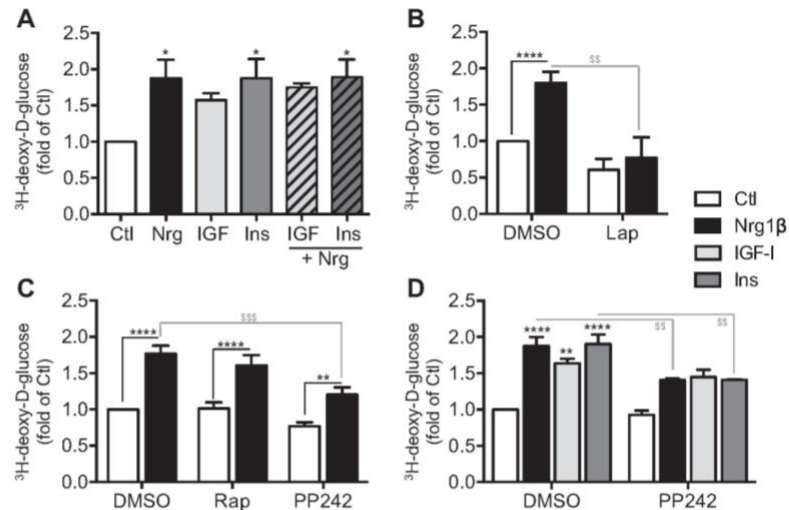 A
³H-deoxy-D-glucose
(fold of Ctl)
2.5
2.0
1.5
1.0
0.5
0.0
* * *
Ctl Nrg IGF Ins IGF Ins
+ Nrg
B
³H-deoxy-D-glucose
(fold of Ctl)
2.5
2.0
1.5
1.0
0.5
0.0
**** $$
DMSO Lap
Ctl
Nrg1β
IGF-I
Ins
C
³H-deoxy-D-glucose
(fold of Ctl)
2.5
2.0
1.5
1.0
0.5
0.0
$$$
**** **** **
DMSO Rap PP242
D
³H-deoxy-D-glucose
(fold of Ctl)
2.5
2.0
1.5
1.0
0.5
0.0
**** ** **** $$ $$
DMSO PP242